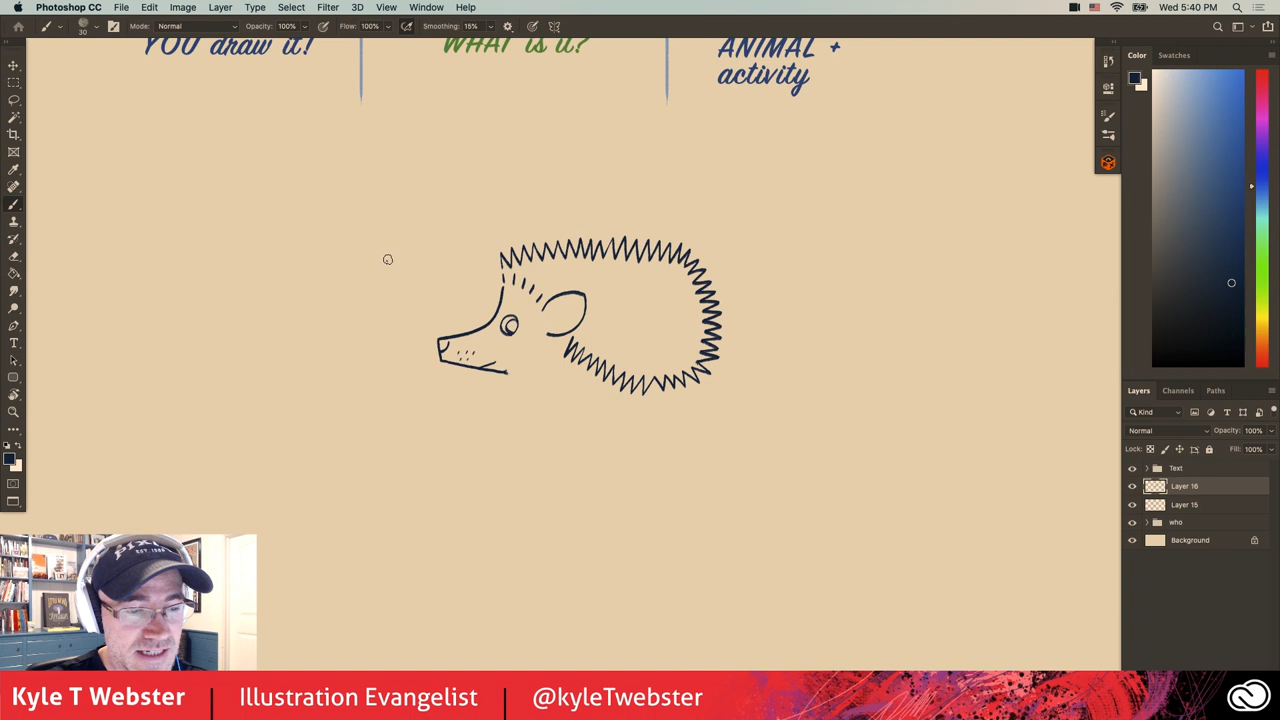 Photoshop CC File Edit Image Layer Type Select Filter 3D View Window Help Wed 5:40 PM
30 Mode: Normal Opacity: 100% Flow: 100% Smoothing: 15%
YOU draw it! WHAT is it? ANIMAL +
activity
Color Swatches
Layers Channels Paths
Kind
Normal Opacity: 100%
Lock: Fill: 100%
Text
Layer 16
Layer 15
who
Background
Kyle T Webster | Illustration Evangelist | @kyleTwebster